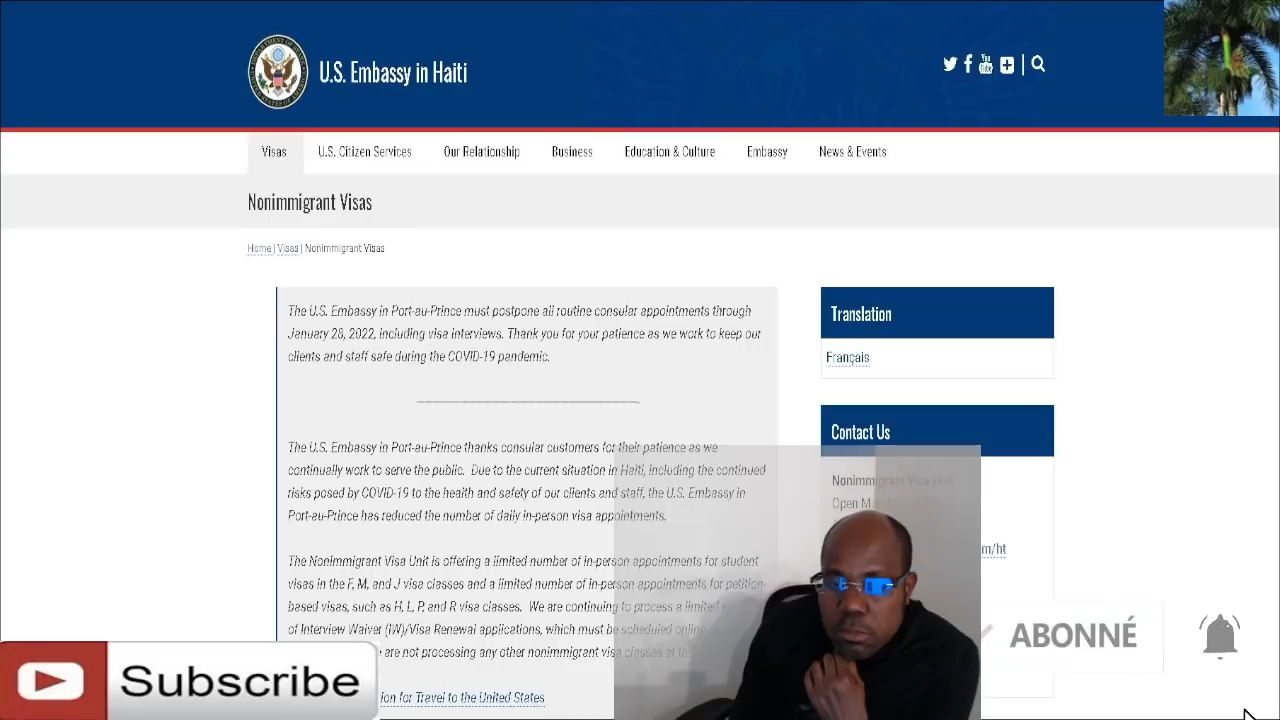 U.S. Embassy in Haiti
You
Tube
Visas
U.S. Citizen Services
Our Relationship
Business
Education & Culture
Embassy
News & Events
Nonimmigrant Visas
Home | Visas | Nonimmigrant Visas
The U.S. Embassy in Port-au-Prince must postpone all routine consular appointments through
January 28, 2022, including visa interviews. Thank you for your patience as we work to keep our
clients and staff safe during the COVID-19 pandemic.
The U.S. Embassy in Port-au-Prince thanks consular customers for their patience as we
continually work to serve the public. Due to the current situation in Haiti, including the continued
risks posed by COVID-19 to the health and safety of our clients and staff, the U.S. Embassy in
Port-au-Prince has reduced the number of daily in-person visa appointments.
The Nonimmigrant Visa Unit is offering a limited number of in-person appointments for student
visas in the F, M, and J visa classes and a limited number of in-person appointments for petition-
based visas, such as H, L, P, and R visa classes. We are continuing to process a limited
of Interview Waiver (IW)/Visa Renewal applications, which must be scheduled online
are not processing any other nonimmigrant visa classes at
ion for Travel to the United States
Translation
Français
Contact Us
Nonimmigrant Visa Unit
Open
m/ht
Subscribe
ABONNÉ